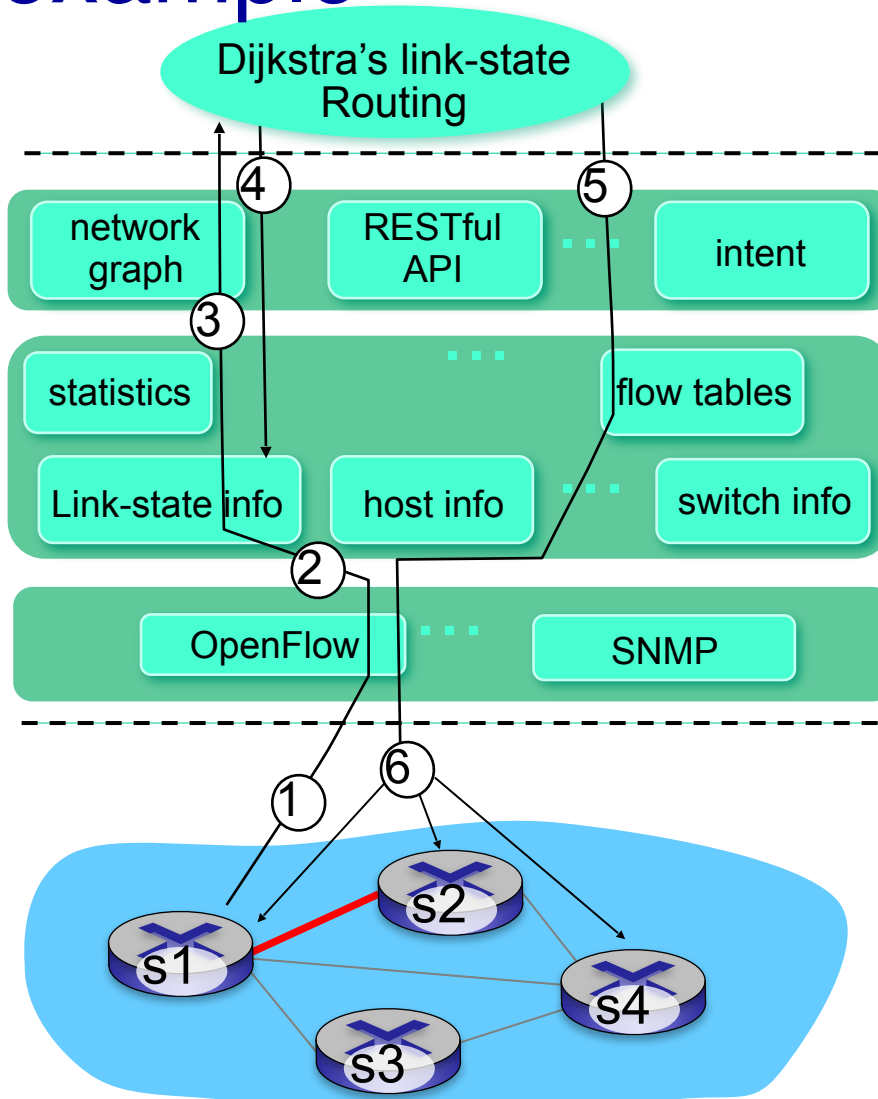 example
Dijkstra’s link-state
Routing
4
5
network
graph
RESTful
API
intent
3
statistics
flow tables
Link-state info
host info
switch info
2
OpenFlow
SNMP
6
1
s2
s1
s4
s3